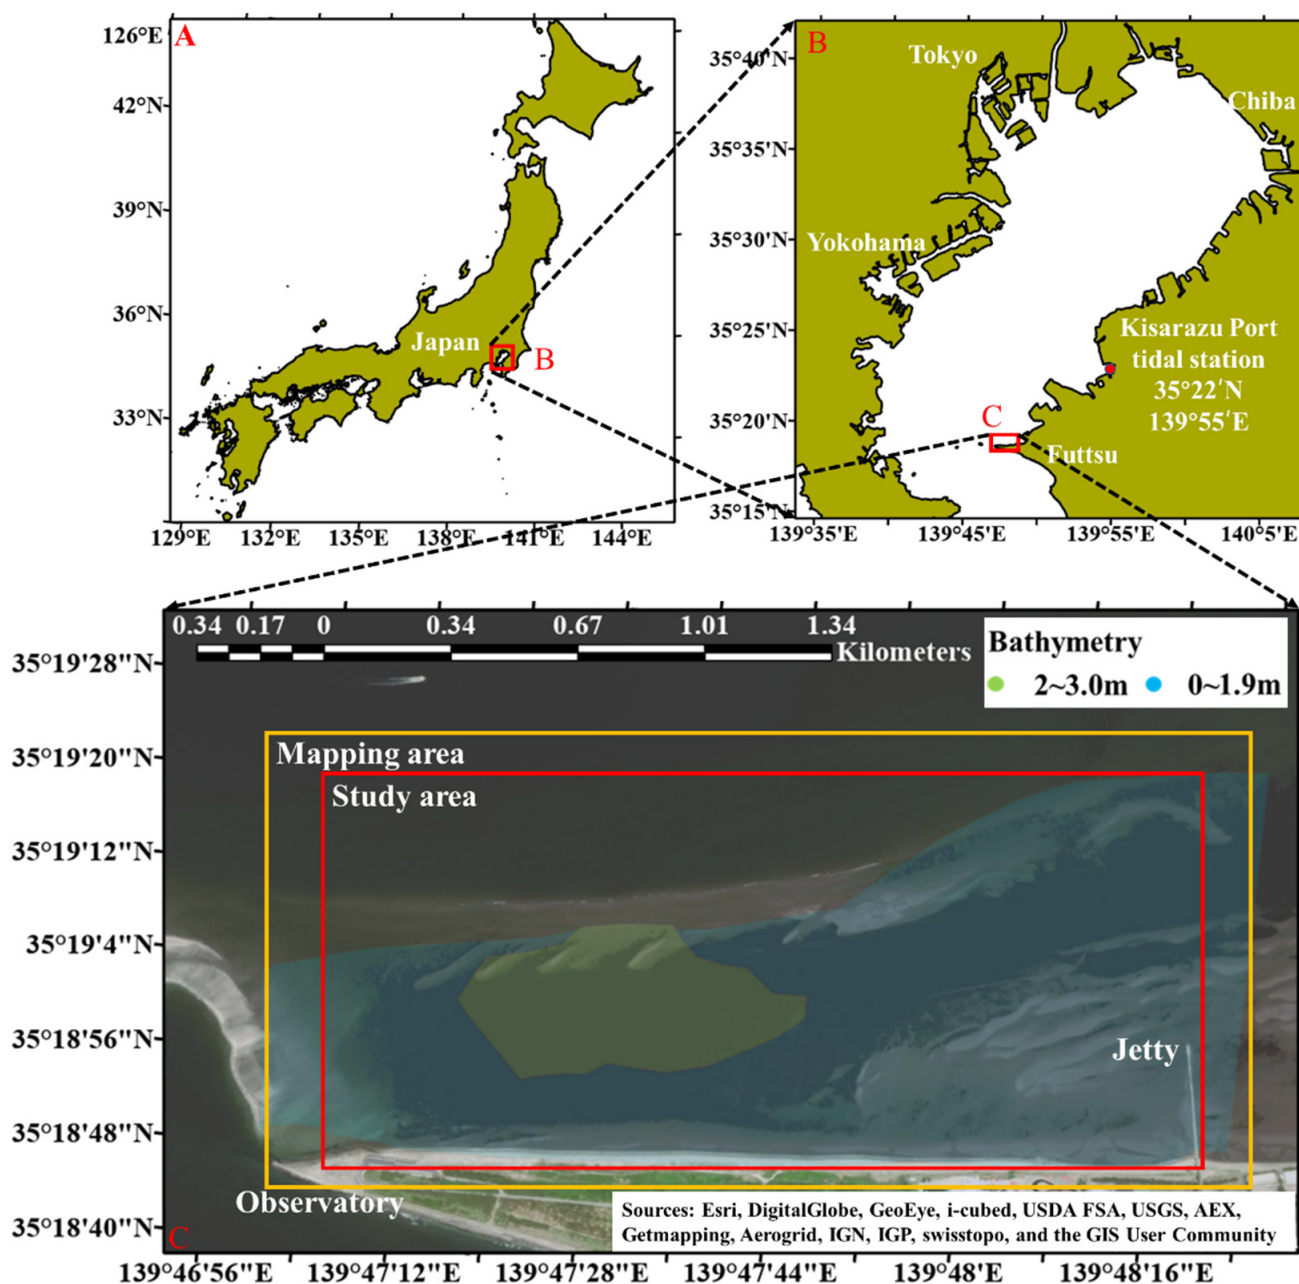 A
126°E
42°N
39°N
36°N
33°N
Japan
B
129°E 132°E 135°E 138°E 141°E 144°E
B
35°40'N
35°35'N
35°30'N
35°25'N
35°20'N
35°15'N
Tokyo
Chiba
Yokohama
Kisarazu Port
tidal station
35°22′N
139°55′E
C
Futtsu
139°35'E 139°45'E 139°55'E 140°5'E
0.34 0.17 0 0.34 0.67 1.01 1.34
Kilometers
Bathymetry
2~3.0m 0~1.9m
35°19'28"N
35°19'20"N
35°19'12"N
35°19'4"N
35°18'56"N
35°18'48"N
35°18'40"N
Mapping area
Study area
Jetty
Observatory
Sources: Esri, DigitalGlobe, GeoEye, i-cubed, USDA FSA, USGS, AEX,
Getmapping, Aerogrid, IGN, IGP, swisstopo, and the GIS User Community
C
139°46'56"E 139°47'12"E 139°47'28"E 139°47'44"E 139°48'E 139°48'16"E